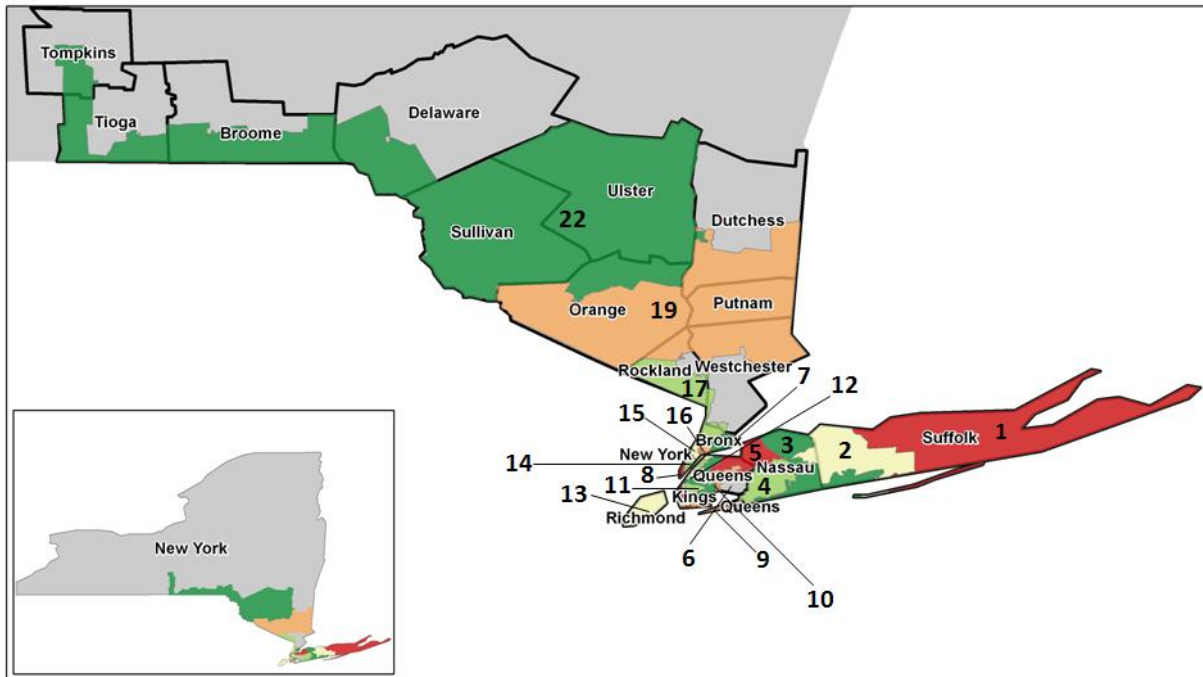 Tompkins
Tioga
Broome
Delaware
Ulster
22
Sullivan
Dutchess
Orange
19
Putnam
Rockland
Westchester
17
7
12
16
15
Bronx
3
2
Suffolk
1
New York
5
Nassau
14
8
Queens
4
11
Kings
13
Richmond
Queens
6
9
10
New York